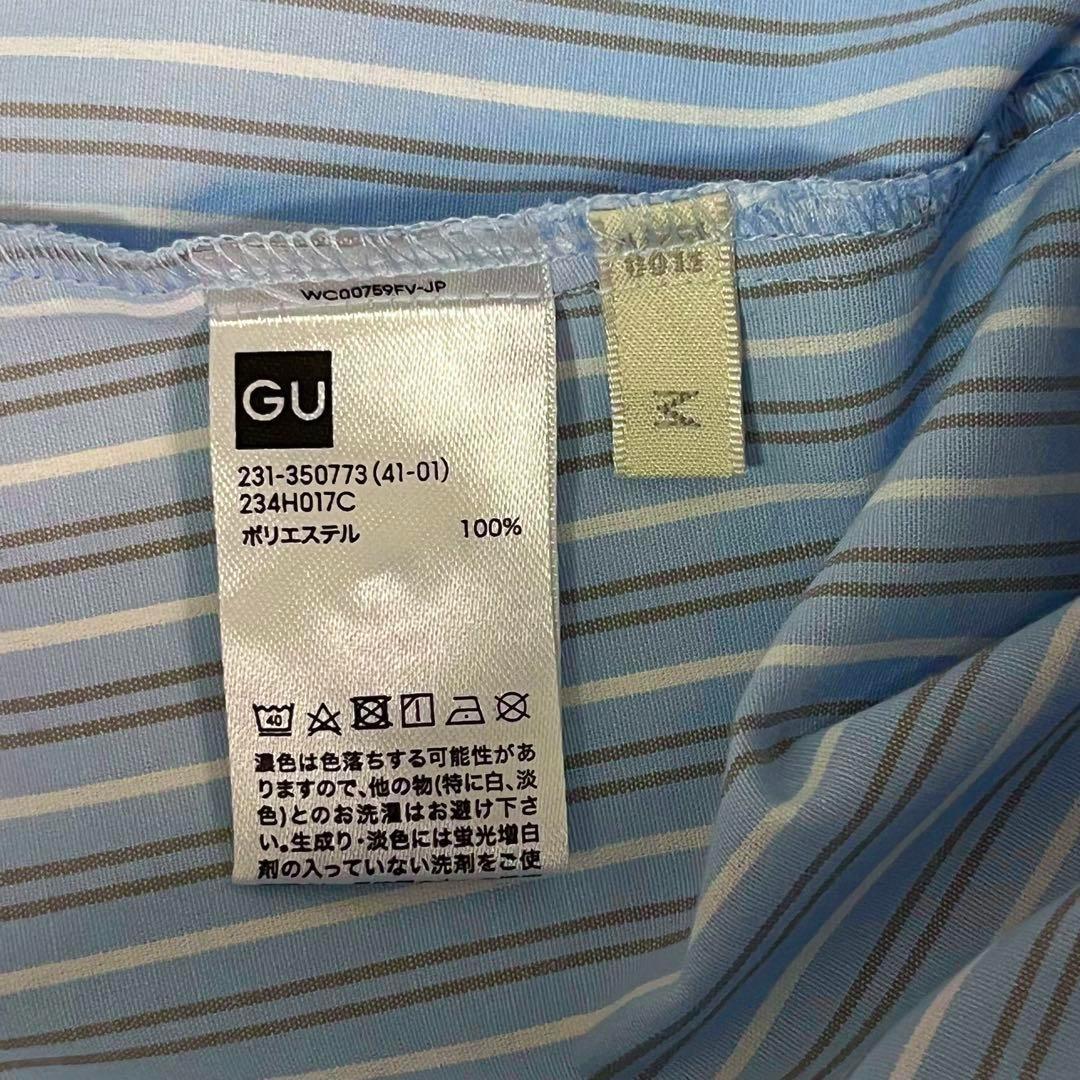 WC00759FV-JP
GU
231-350773(41-01)
234H017C
ポリエステル 100%
40
濃色は色落ちする可能性があ
りますので、他の物(特に白、淡
色)とのお洗濯はお避け下さ
い。生成り・淡色には蛍光増白
剤の入っていない洗剤をご使